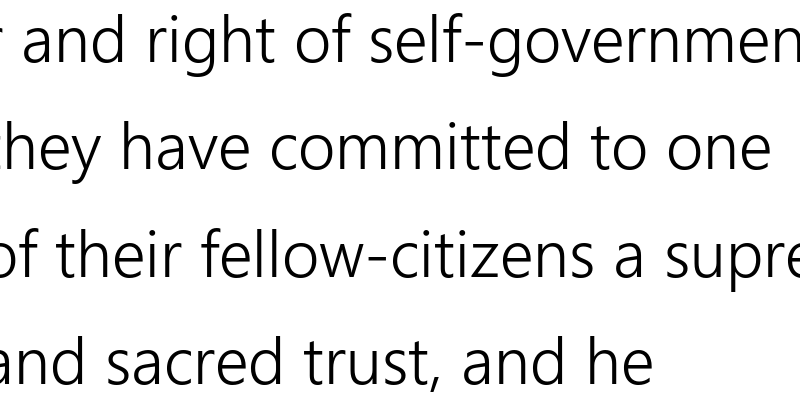 and right of self-governmen
they have committed to one
of their fellow-citizens a supre
and sacred trust, and he